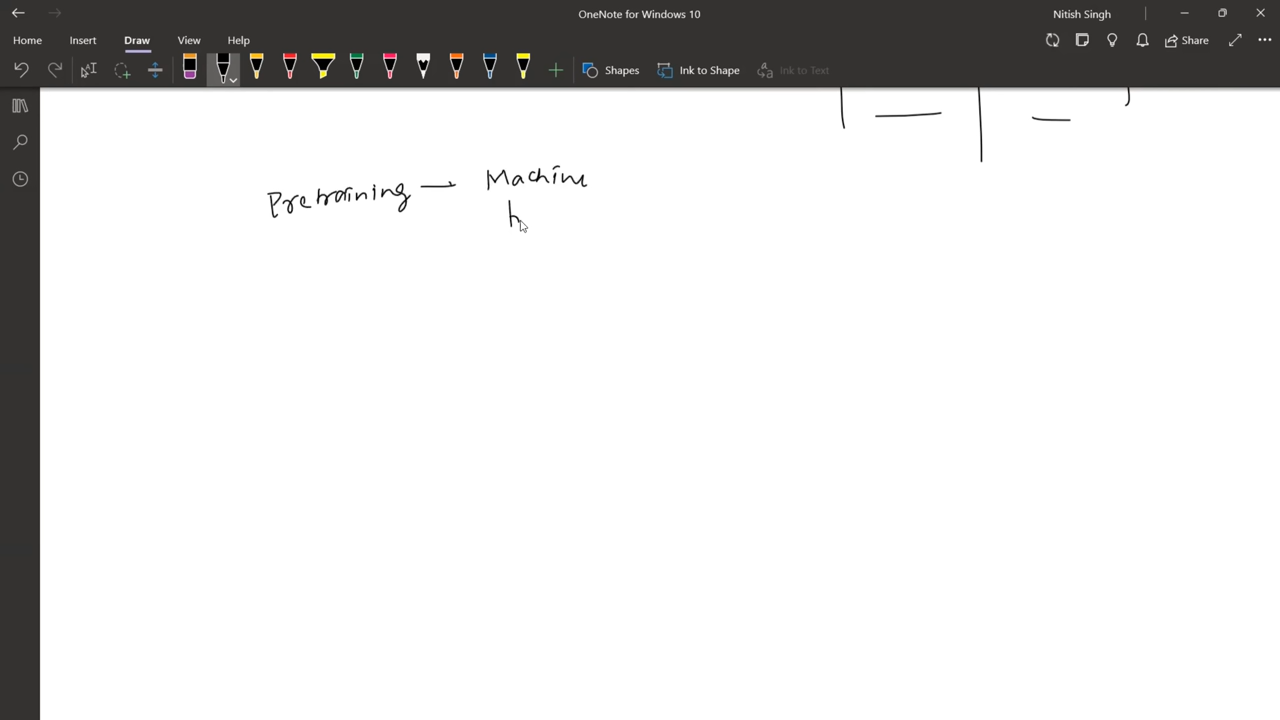 OneNote for Windows 10
Nitish Singh
Home Insert Draw View Help
Share
Shapes Ink to Shape Ink to Text
Pretraining — Machine